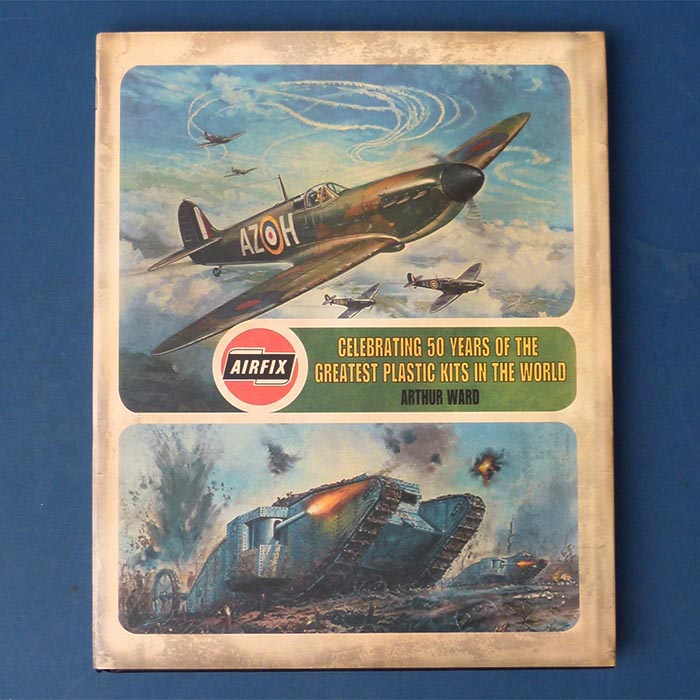 AZ H
AIRFIX
CELEBRATING 50 YEARS OF THE
GREATEST PLASTIC KITS IN THE WORLD
ARTHUR WARD